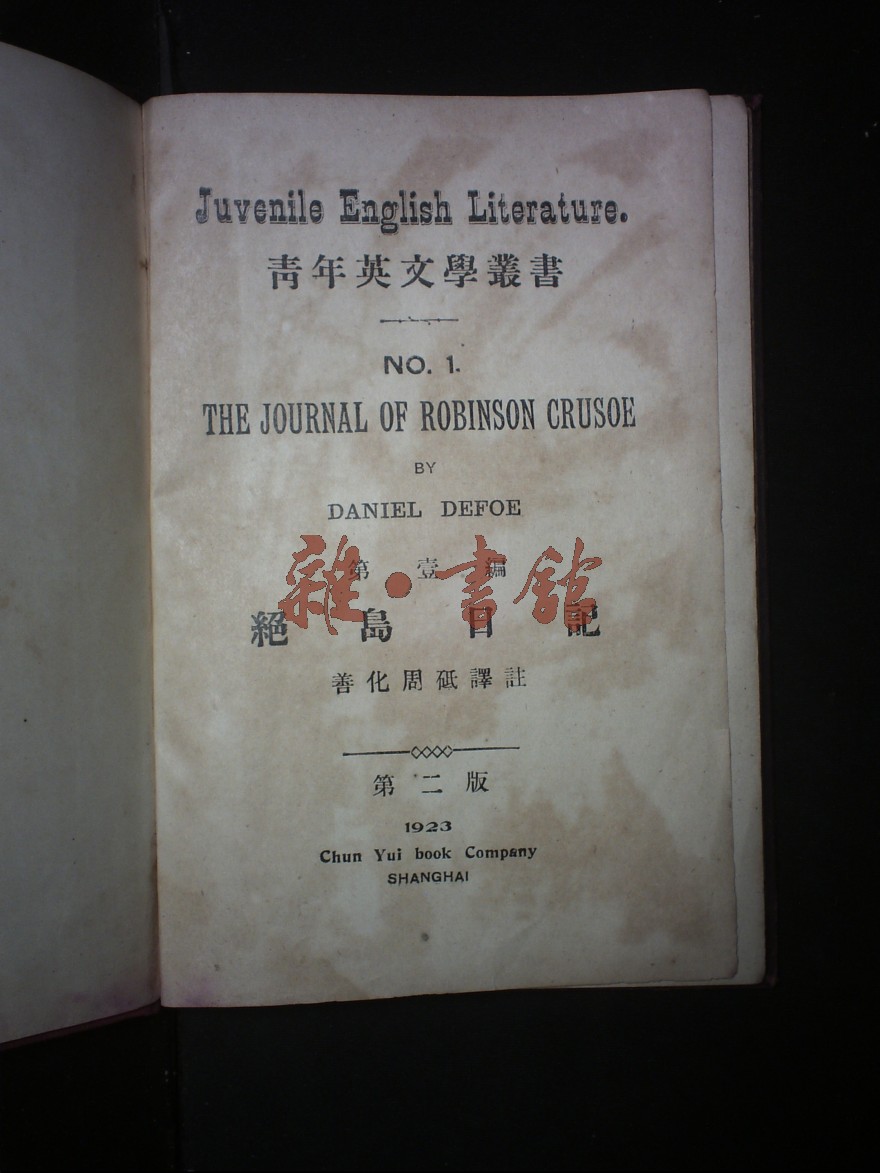 Juvenile English Literature.
青年英文學叢書
NO. 1.
THE JOURNAL OF ROBINSON CRUSOE
BY
DANIEL DEFOE
第壹編
雜·書館
絕島日記
善化周砥譯註
第二版
1923
Chun Yui book Company
SHANGHAI